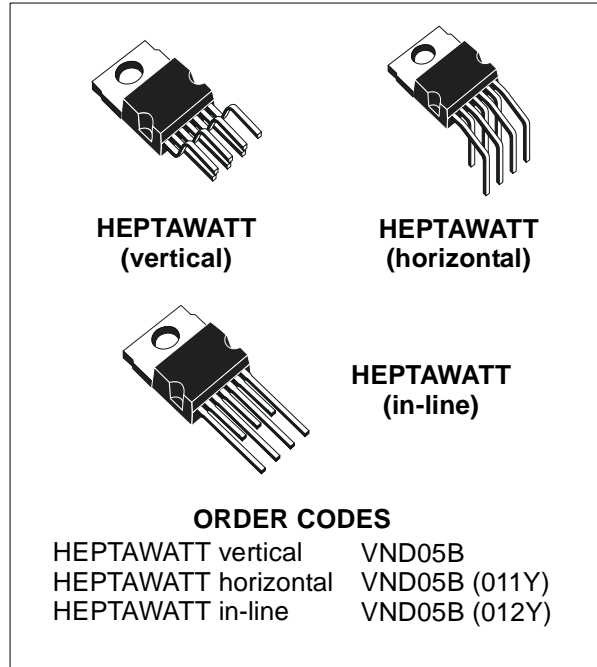 HEPTAWATT
(vertical)
HEPTAWATT
(horizontal)
HEPTAWATT
(in-line)
ORDER CODES
HEPTAWATT vertical VND05B
HEPTAWATT horizontal VND05B (011Y)
HEPTAWATT in-line VND05B (012Y)